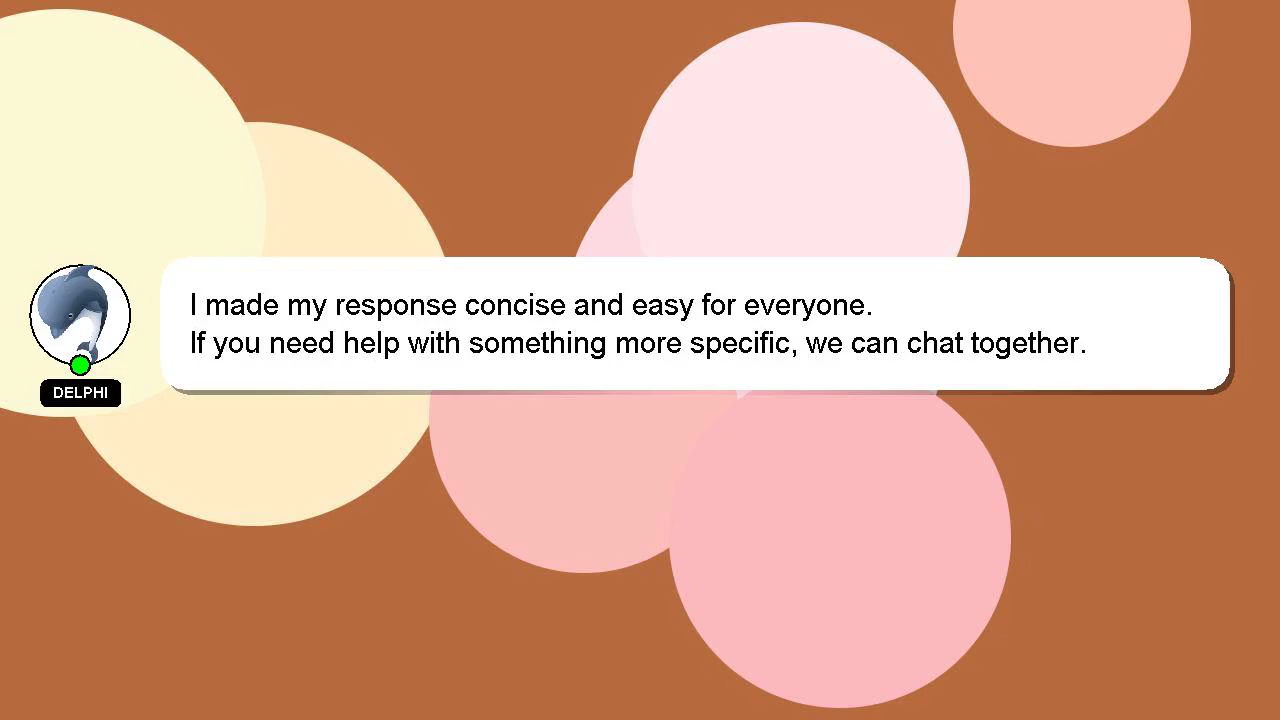 I made my response concise and easy for everyone.
If you need help with something more specific, we can chat together.
DELPHI